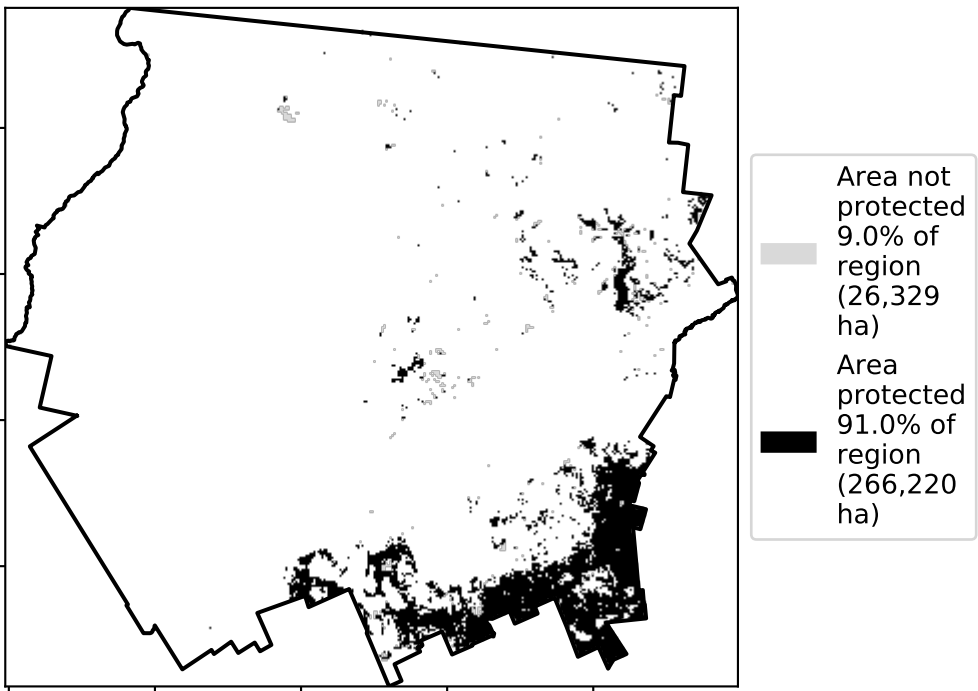 Area not
protected
9.0% of
region
(26,329
ha)
Area
protected
91.0% of
region
(266,220
ha)